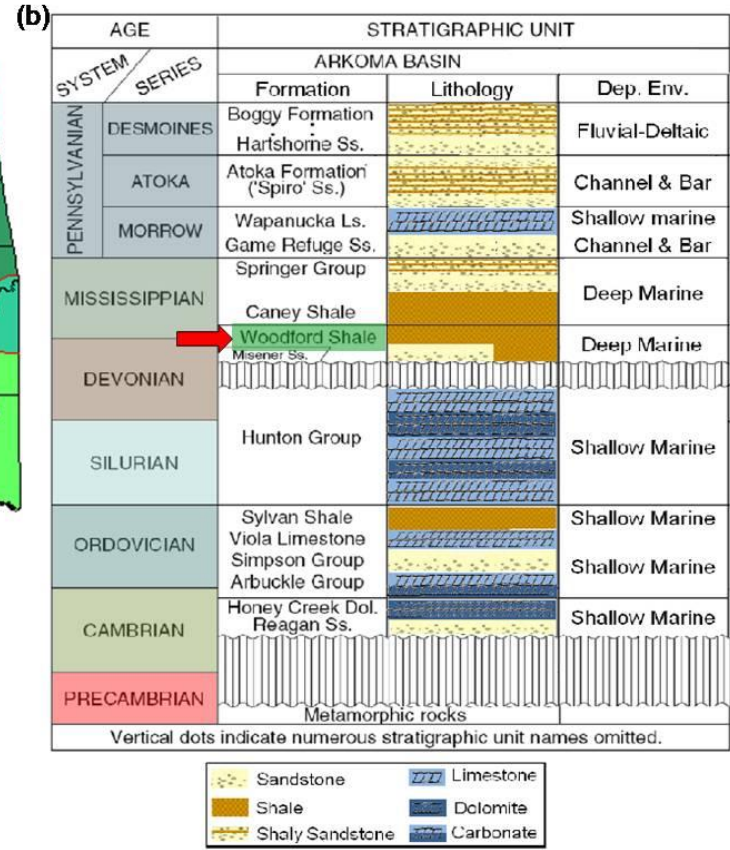 (b)
AGE STRATIGRAPHIC UNIT
SYSTEM SERIES ARKOMA BASIN
Formation Lithology Dep. Env.
PENNSYLVANIAN
DESMOINES
Boggy Formation
Hartshorne Ss.
Fluvial-Deltaic
ATOKA
Atoka Formation
('Spiro' Ss.)
Channel & Bar
MORROW
Wapanucka Ls.
Shallow marine
Game Refuge Ss.
Channel & Bar
MISSISSIPPIAN
Springer Group
Caney Shale
Deep Marine
Woodford Shale
Misener Ss.
Deep Marine
DEVONIAN
SILURIAN
Hunton Group
Shallow Marine
ORDOVICIAN
Sylvan Shale
Shallow Marine
Viola Limestone
Simpson Group
Arbuckle Group
Shallow Marine
CAMBRIAN
Honey Creek Dol.
Reagan Ss.
Shallow Marine
PRECAMBRIAN
Metamorphic rocks
Vertical dots indicate numerous stratigraphic unit names omitted.
Sandstone Limestone
Shale Dolomite
Shaly Sandstone Carbonate